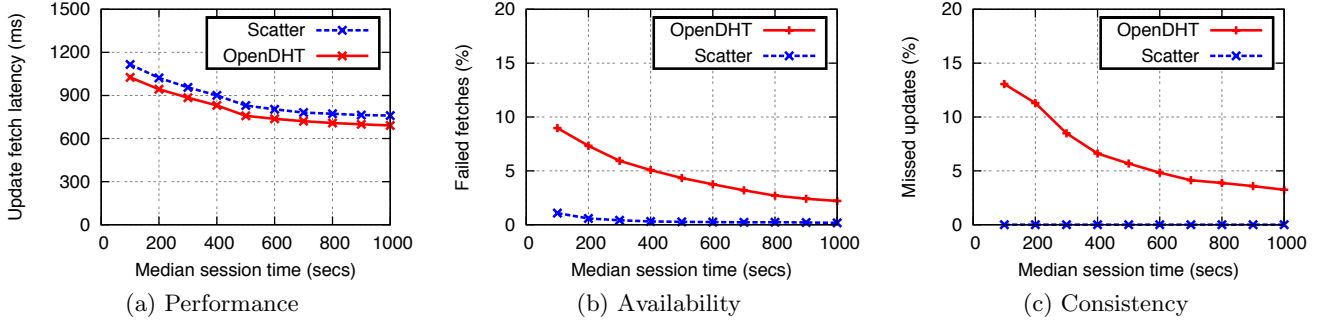 Update fetch latency (ms)
1500
1200
900
600
300
0
0
200
400
600
800
1000
Scatter
OpenDHT
Median session time (secs)
(a) Performance
Failed fetches (%)
20
15
10
5
0
0
200
400
600
800
1000
OpenDHT
Scatter
Median session time (secs)
(b) Availability
Missed updates (%)
20
15
10
5
0
0
200
400
600
800
1000
OpenDHT
Scatter
Median session time (secs)
(c) Consistency